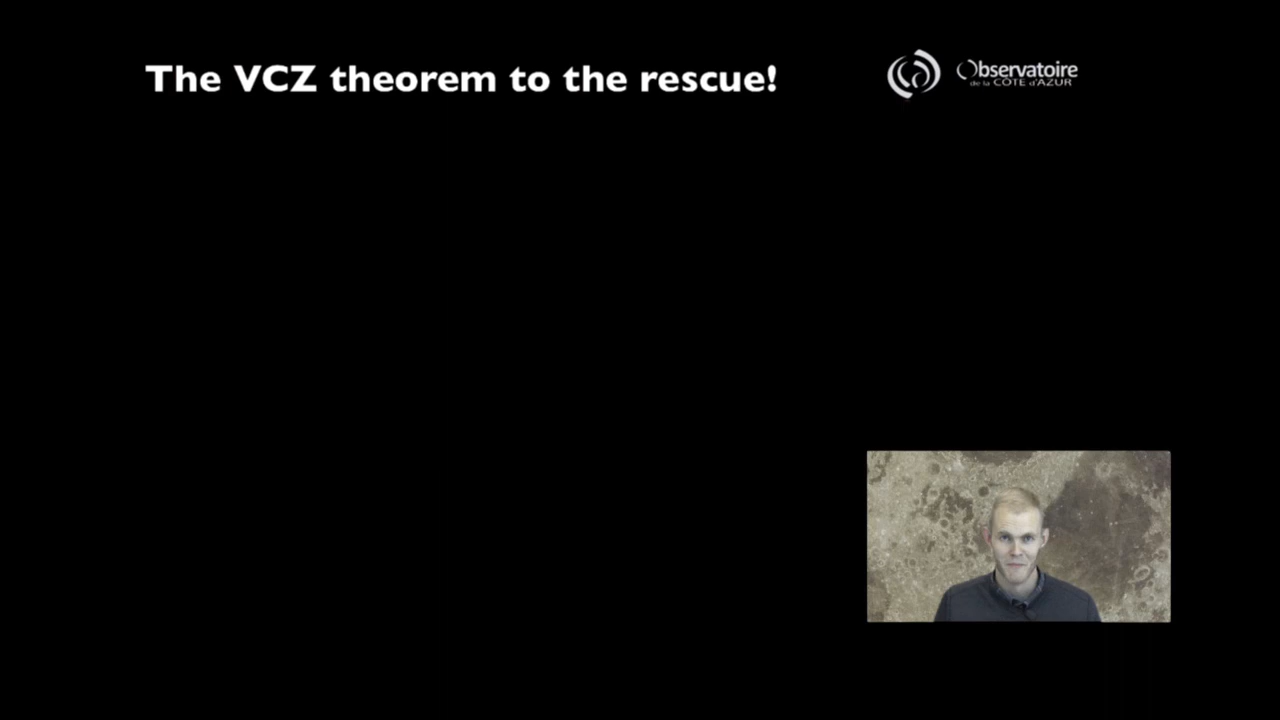 The VCZ theorem to the rescue!
Observatoire
de la CÔTE d'AZUR